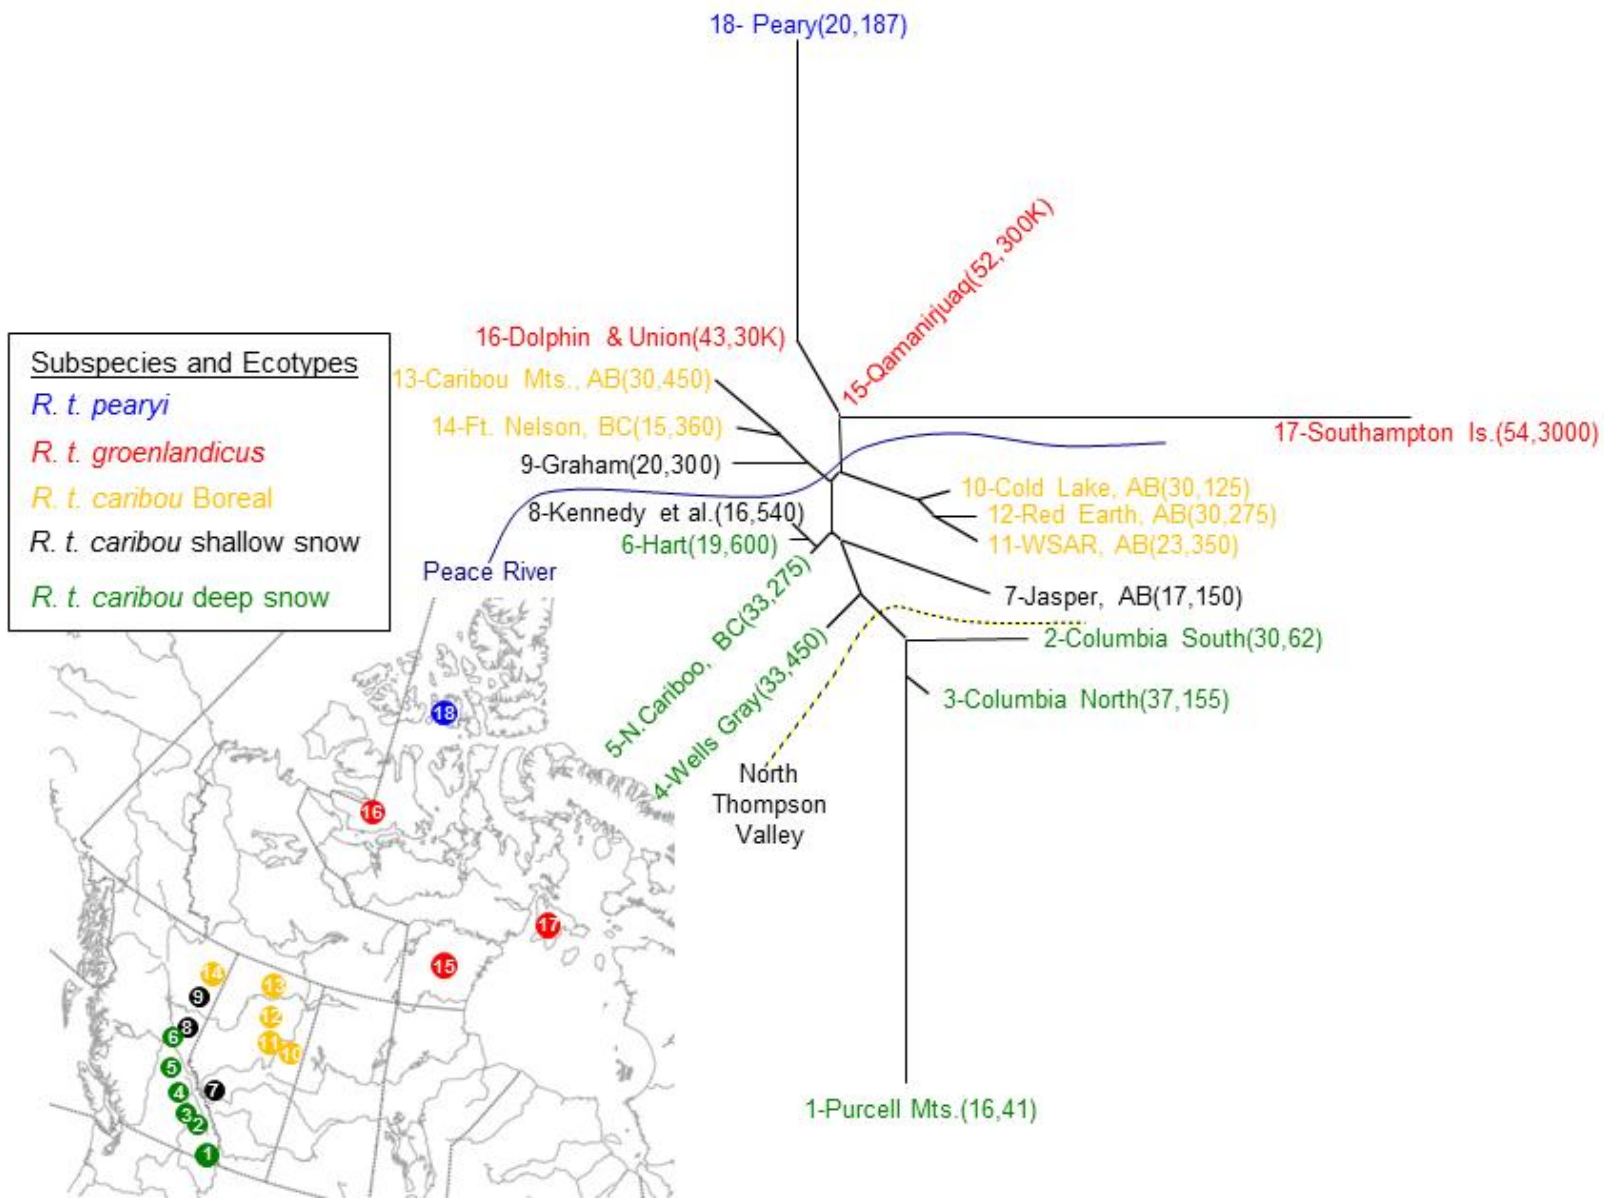 18- Peary(20,187)
15-Qamanirjuaq(52,300K)
16-Dolphin & Union(43,30K)
13-Caribou Mts., AB(30,450)
14-Ft. Nelson, BC(15,360)
17-Southampton Is.(54,3000)
9-Graham(20,300)
10-Cold Lake, AB(30,125)
8-Kennedy et al.(16,540)
12-Red Earth, AB(30,275)
6-Hart(19,600)
11-WSAR, AB(23,350)
Peace River
5-N.Cariboo, BC(33,275)
7-Jasper, AB(17,150)
4-Wells Gray(33,450)
2-Columbia South(30,62)
3-Columbia North(37,155)
North
Thompson
Valley
1-Purcell Mts.(16,41)
Subspecies and Ecotypes
R. t. pearyi
R. t. groenlandicus
R. t. caribou Boreal
R. t. caribou shallow snow
R. t. caribou deep snow
18
16
17
15
14
13
9
12
8
6
11
10
5
7
4
3
2
1